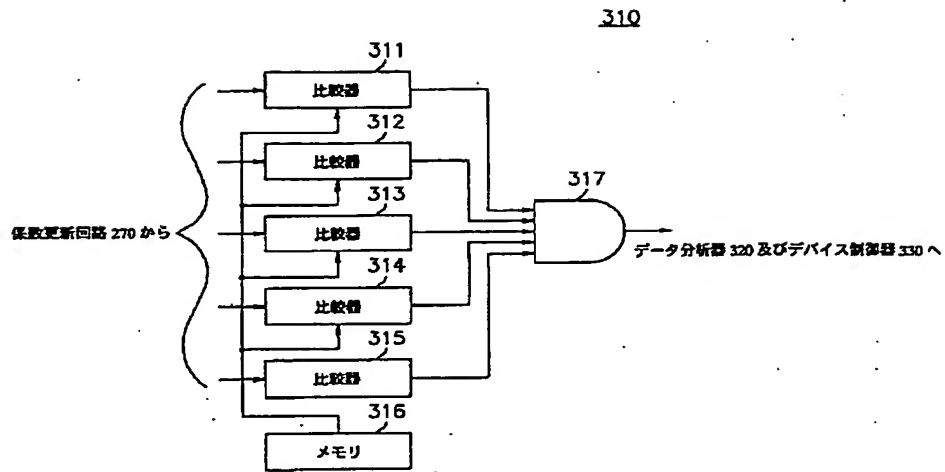 310
311
比較器
312
比較器
313
比較器
314
比較器
315
比較器
316
メモリ
317
係数更新回路 270 から
データ分析器 320 及びデバイス制御器 330 へ